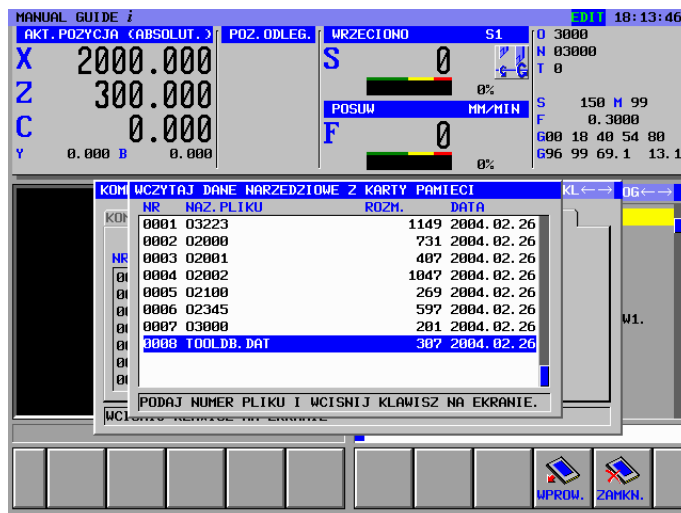 MANUAL GUIDE i EDIT 18:13:46
AKT.POZYCJA (ABSOLUT.) POZ.ODLEG. WRZECIONO S1 O 3000
X 2000.000 S 0 N 03000
T 0
Z 300.000 0%
POSUW MM/MIN S 150 M 99
C 0.000 F 0 F 0.3000
G00 18 40 54 80
Y 0.000 B 0.000 0% G96 99 69.1 13.1
WCZYTAJ DANE NARZEDZIOWE Z KARTY PAMIECI
NR NAZ.PLIKU ROZM. DATA
0001 O3223 1149 2004.02.26
0002 O2000 731 2004.02.26
0003 O2001 407 2004.02.26
0004 O2002 1047 2004.02.26
0005 O2100 269 2004.02.26
0006 O2345 597 2004.02.26
0007 O3000 201 2004.02.26
0008 TOOLDB.DAT 307 2004.02.26
PODAJ NUMER PLIKU I WCISNIJ KLAWISZ NA EKRANIE.
NR
W1.
WPROW. ZAMKN.